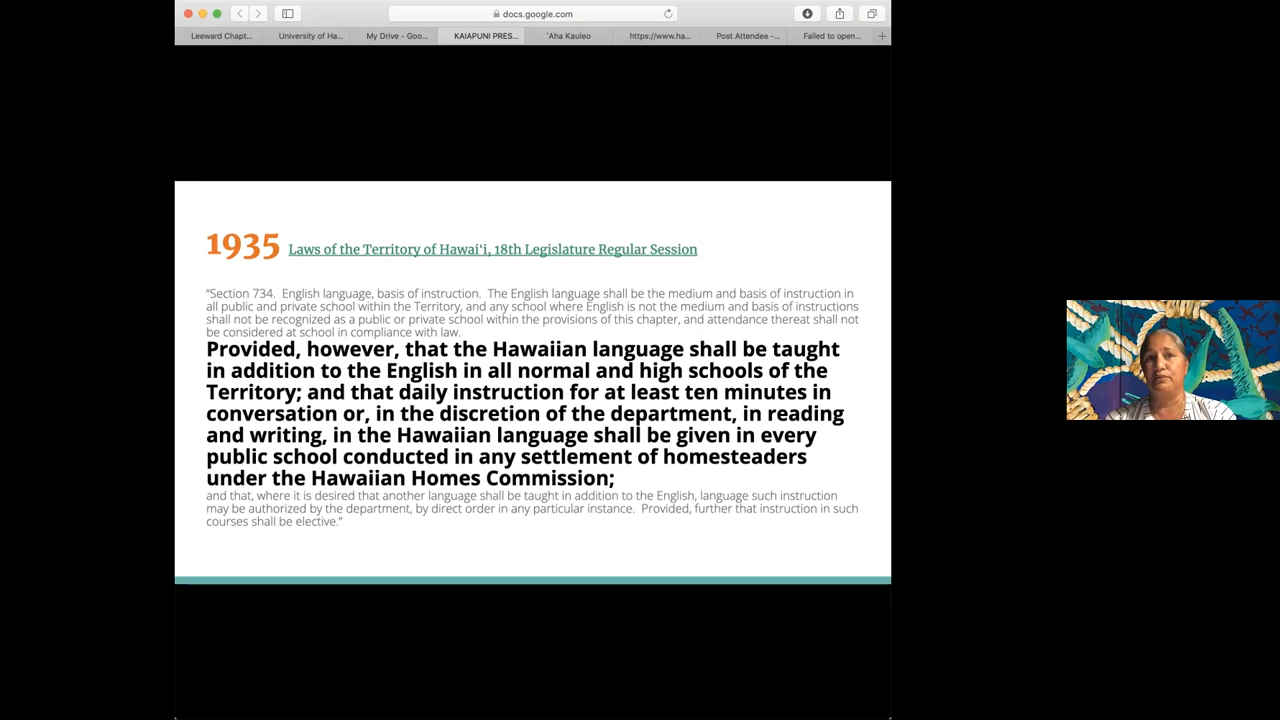 docs.google.com
Leeward Chapt...
University of Ha...
My Drive - Goo...
KAIAPUNI PRES...
ʻAha Kauleo
https://www.ha...
Post Attendee -...
Failed to open...
1935 Laws of the Territory of Hawai'i, 18th Legislature Regular Session
“Section 734.  English language, basis of instruction.  The English language shall be the medium and basis of instruction in
all public and private school within the Territory, and any school where English is not the medium and basis of instructions
shall not be recognized as a public or private school within the provisions of this chapter, and attendance thereat shall not
be considered at school in compliance with law.
Provided, however, that the Hawaiian language shall be taught
in addition to the English in all normal and high schools of the
Territory; and that daily instruction for at least ten minutes in
conversation or, in the discretion of the department, in reading
and writing, in the Hawaiian language shall be given in every
public school conducted in any settlement of homesteaders
under the Hawaiian Homes Commission;
and that, where it is desired that another language shall be taught in addition to the English, language such instruction
may be authorized by the department, by direct order in any particular instance.  Provided, further that instruction in such
courses shall be elective.”